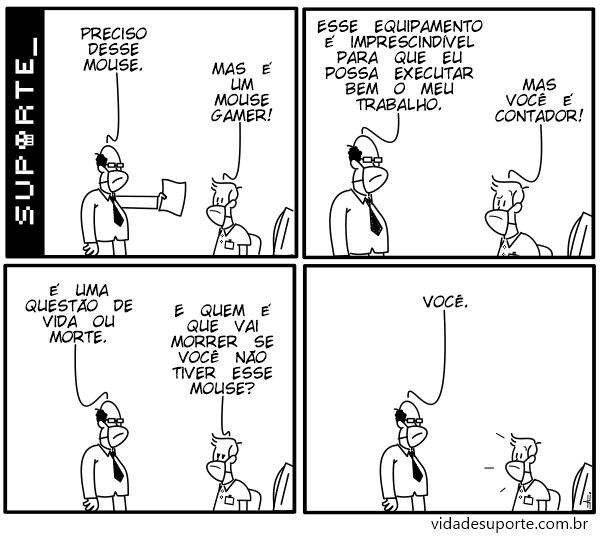 SUPORTE_
PRECISO
DESSE
MOUSE.
MAS É
UM
MOUSE
GAMER!
ESSE EQUIPAMENTO
É IMPRESCINDÍVEL
PARA QUE EU
POSSA EXECUTAR
BEM O MEU
TRABALHO.
MAS
VOCÊ É
CONTADOR!
É UMA
QUESTÃO DE
VIDA OU
MORTE.
E QUEM É
QUE VAI
MORRER SE
VOCÊ NÃO
TIVER ESSE
MOUSE?
VOCÊ.
vidadesuporte.com.br